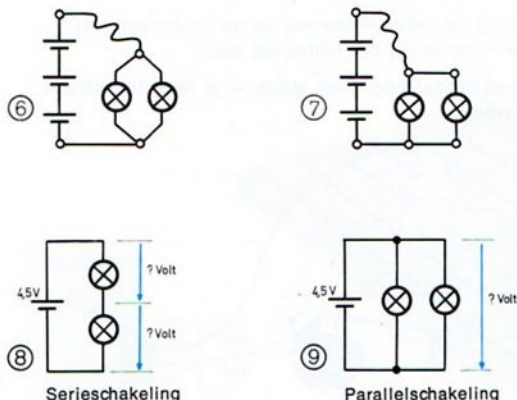 ⑥
⑦
4,5V
? Volt
? Volt
⑧
Serieschakeling
4,5V
? Volt
⑨
Parallelschakeling